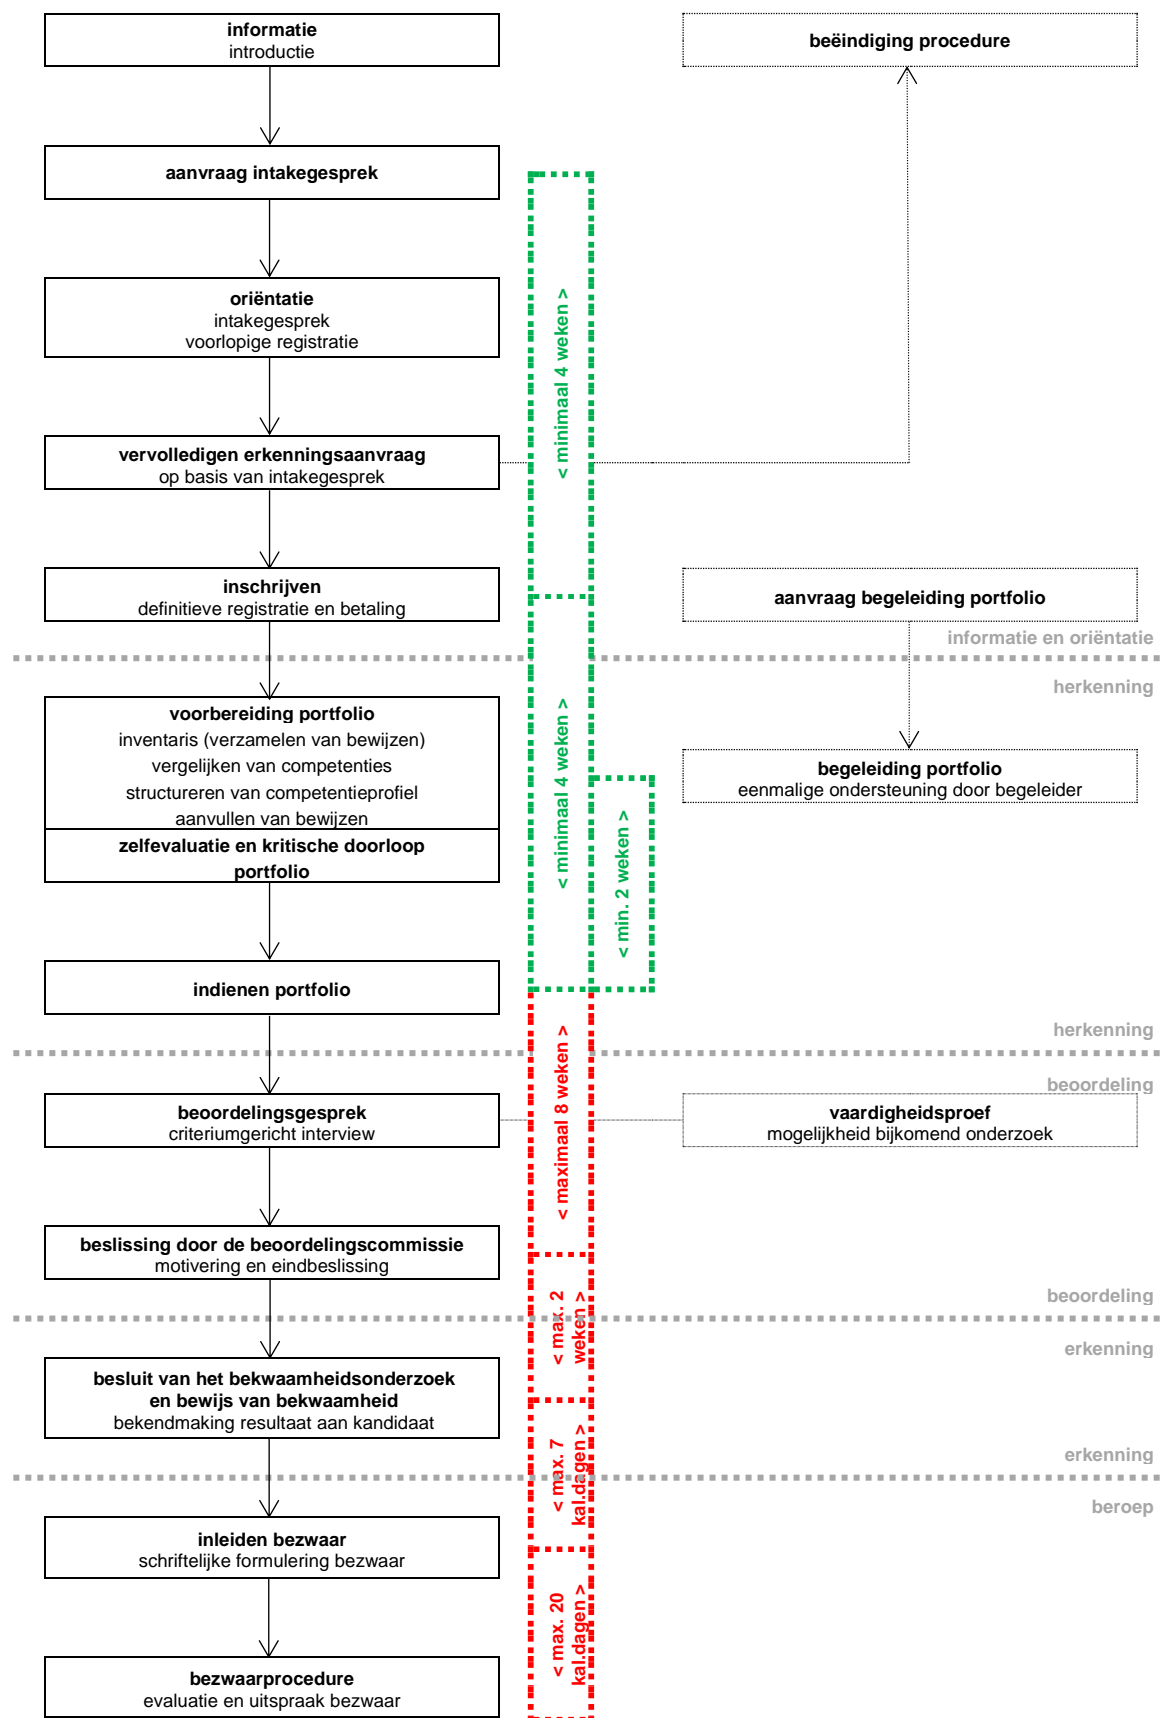 informatie
introductie
beëindiging procedure
aanvraag intakegesprek
oriëntatie
intakegesprek
voorlopige registratie
< minimaal 4 weken >
vervolledigen erkenningsaanvraag
op basis van intakegesprek
inschrijven
definitieve registratie en betaling
aanvraag begeleiding portfolio
informatie en oriëntatie
herkenning
voorbereiding portfolio
inventaris (verzamelen van bewijzen)
vergelijken van competenties
structureren van competentieprofiel
aanvullen van bewijzen
zelfevaluatie en kritische doorloop
portfolio
< minimaal 4 weken >
< min. 2 weken >
begeleiding portfolio
eenmalige ondersteuning door begeleider
indienen portfolio
herkenning
beoordeling
< maximaal 8 weken >
beoordelingsgesprek
criteriumgericht interview
vaardigheidsproef
mogelijkheid bijkomend onderzoek
beslissing door de beoordelingscommissie
motivering en eindbeslissing
beoordeling
< max. 2
weken >
erkenning
besluit van het bekwaamheidsonderzoek
en bewijs van bekwaamheid
bekendmaking resultaat aan kandidaat
< max. 7
kal.dagen >
erkenning
beroep
inleiden bezwaar
schriftelijke formulering bezwaar
< max. 20
kal.dagen >
bezwaarprocedure
evaluatie en uitspraak bezwaar